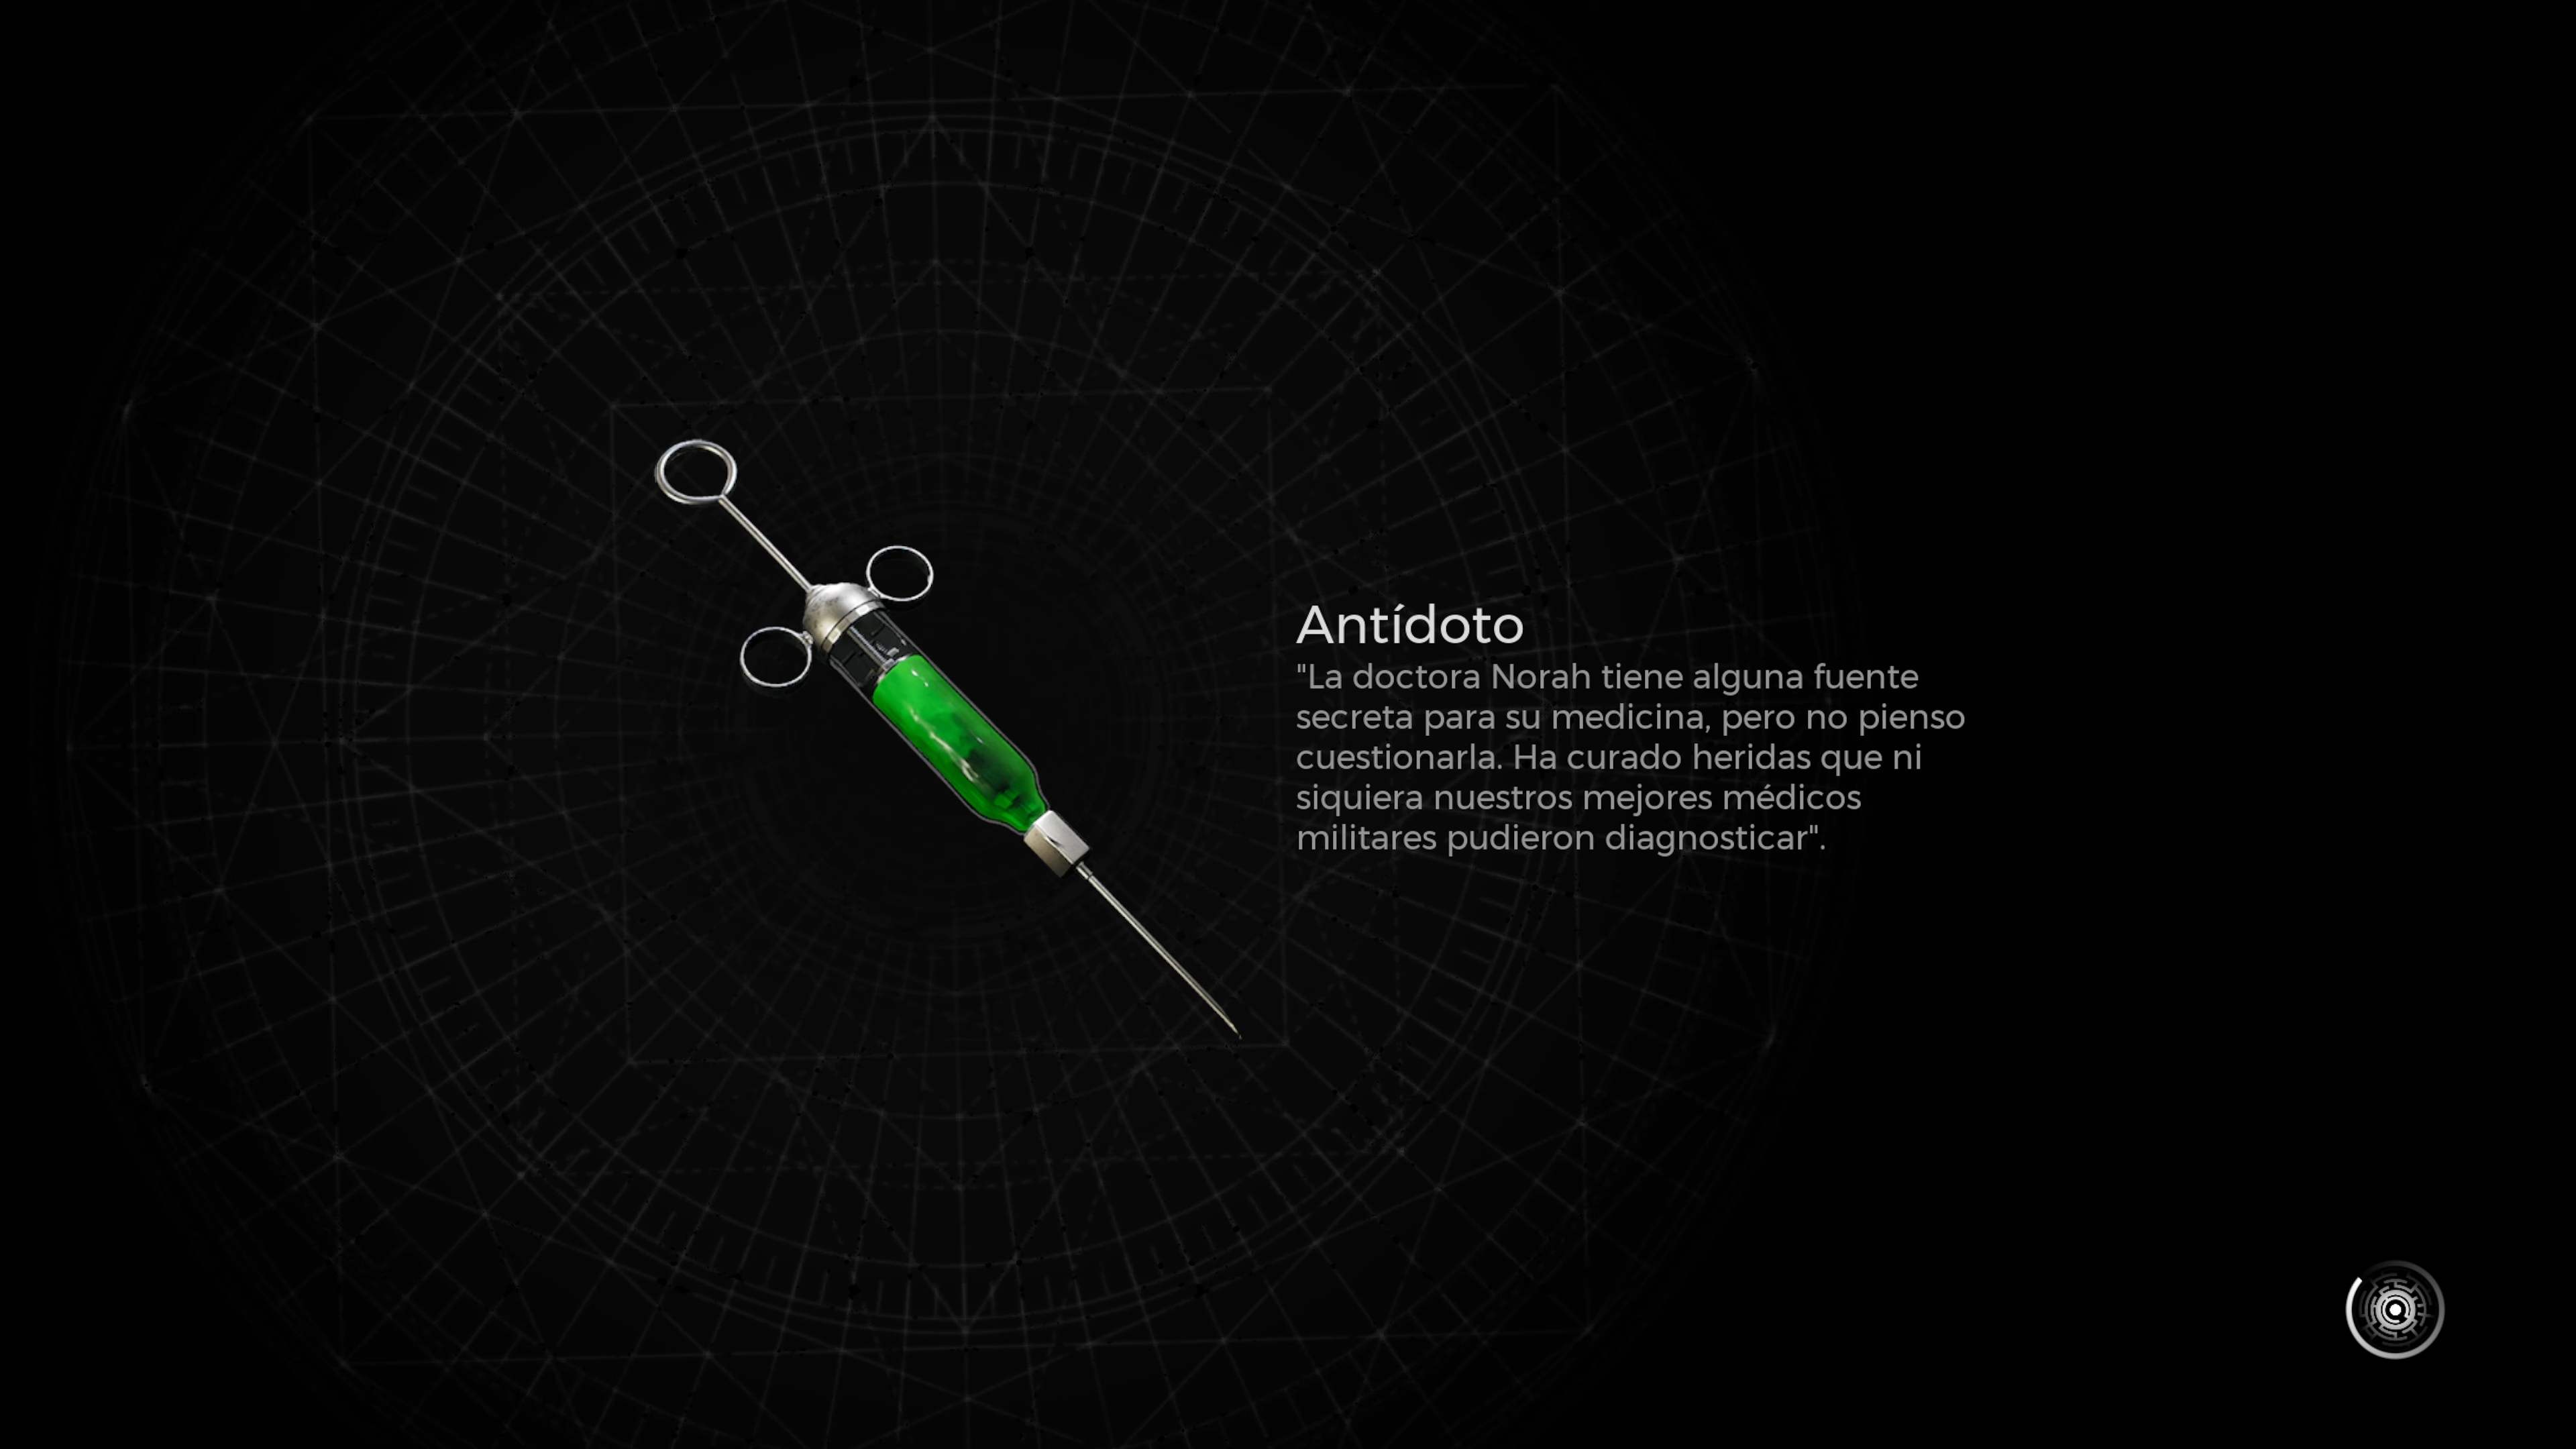 Antídoto
"La doctora Norah tiene alguna fuente
secreta para su medicina, pero no pienso
cuestionarla. Ha curado heridas que ni
siquiera nuestros mejores médicos
militares pudieron diagnosticar".